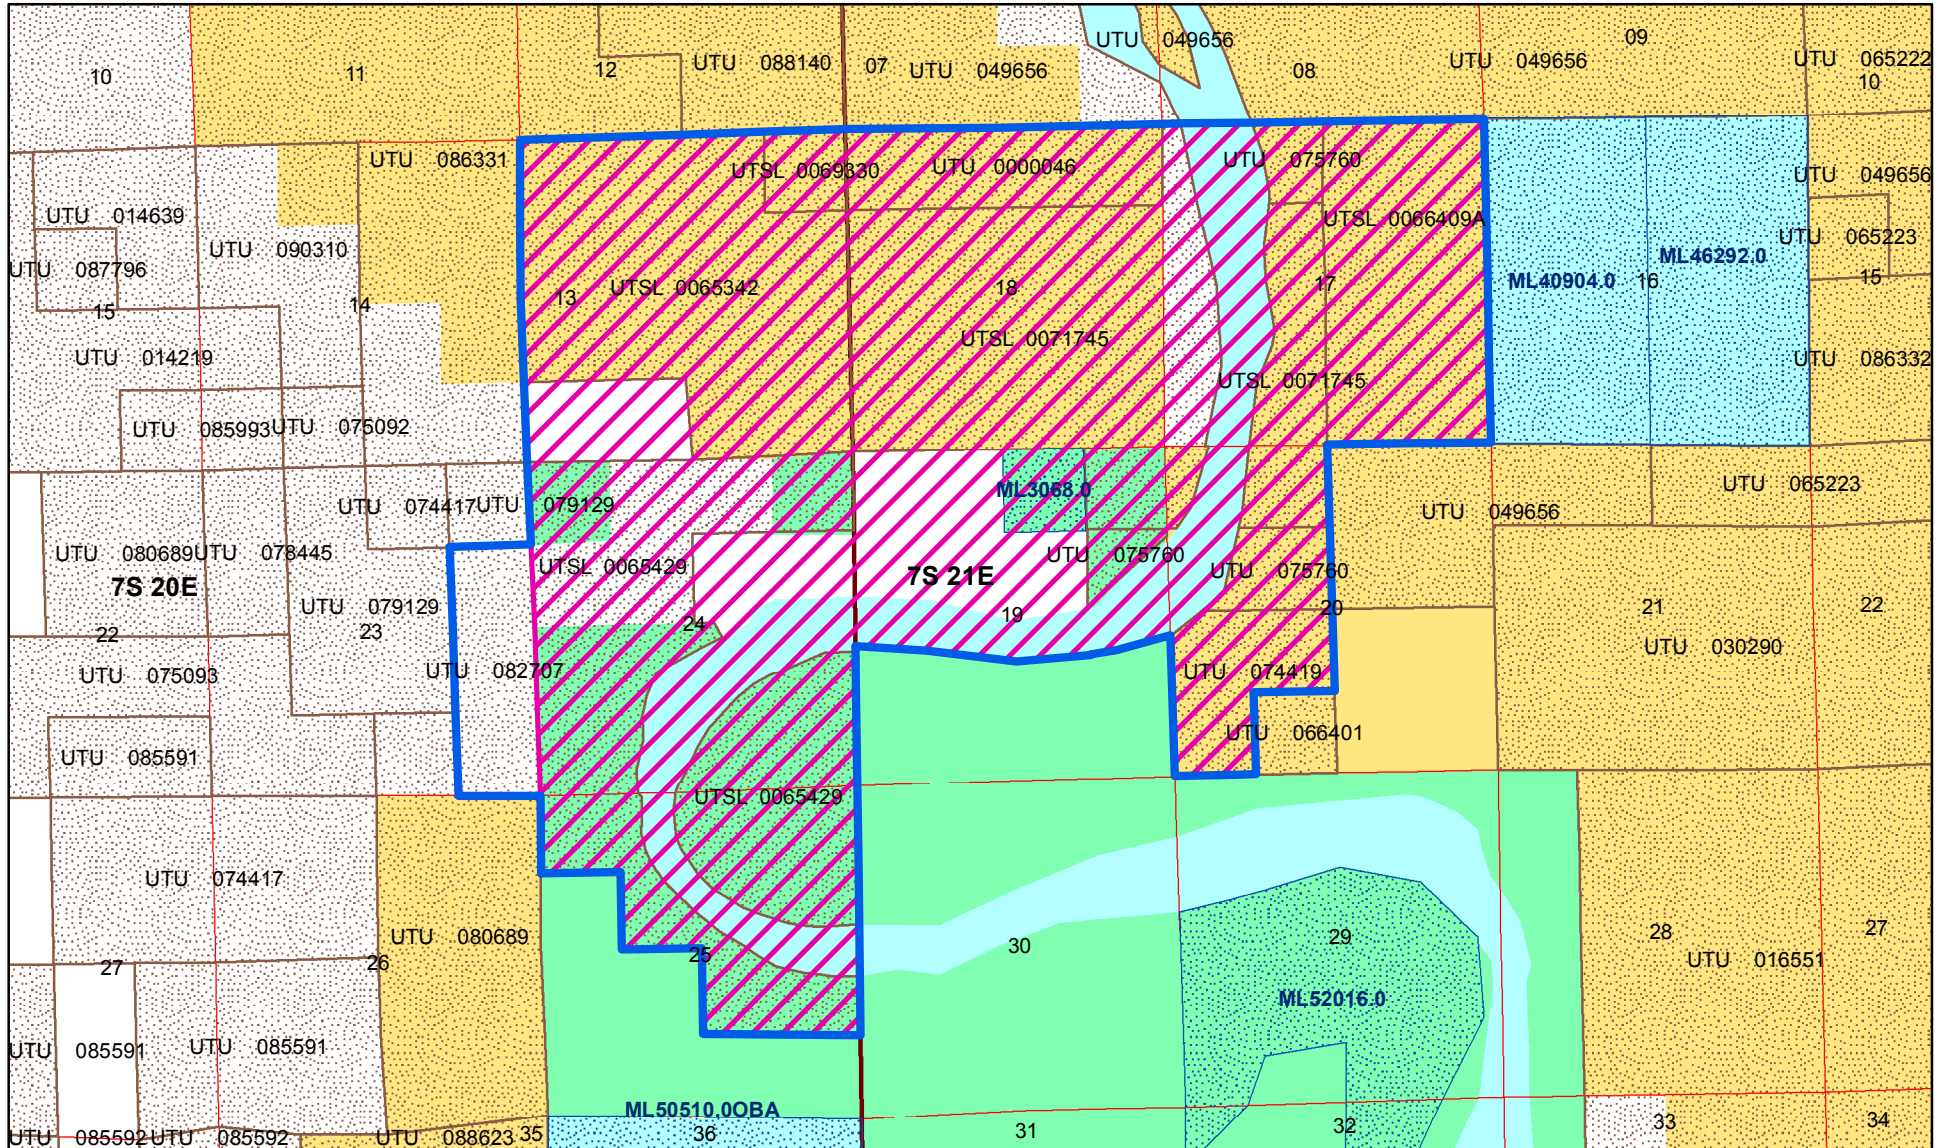 09
UTU 049656
UTU 088140
07
UTU 049656
08
UTU 049656
UTU 065222
10
11
12
10
UTU 086331
UTSL 0069330
UTU 0000046
UTU 075760
UTU 049656
UTU 014639
UTSL 0066409A
UTU 090310
UTU 065223
UTU 087796
ML46292.0
13
UTSL 0065342
18
17
ML40904.0
16
15
15
14
UTU 014219
UTSL 0071745
UTU 086332
UTSL 0071745
UTU 085993
UTU 075092
ML3068.0
UTU 074417
UTU 079129
UTU 049656
UTU 065223
UTU 080689
UTU 078445
UTSL 0065429
UTU 075760
UTU 075760
7S 20E
7S 21E
UTU 079129
20
21
22
22
23
24
19
UTU 030290
UTU 075093
UTU 082707
UTU 074419
UTU 085591
UTU 066401
UTSL 0065429
UTU 074417
UTU 080689
29
28
27
30
25
27
26
UTU 016551
ML52016.0
UTU 085591
UTU 085591
ML50510.0OBA
UTU 085592
UTU 085592
UTU 088623
35
36
31
32
33
34